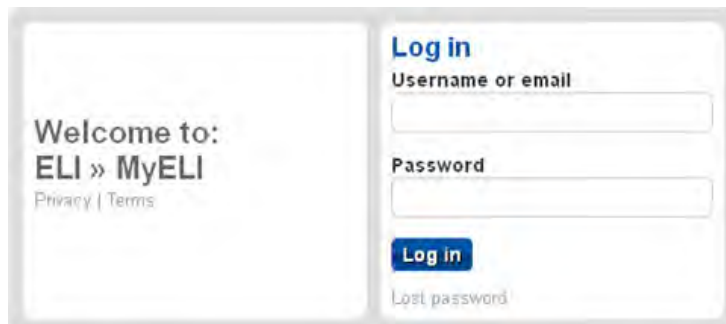 Welcome to:
ELI » MyELI
Privacy | Terms
Log in
Username or email
Password
Log in
Lost password